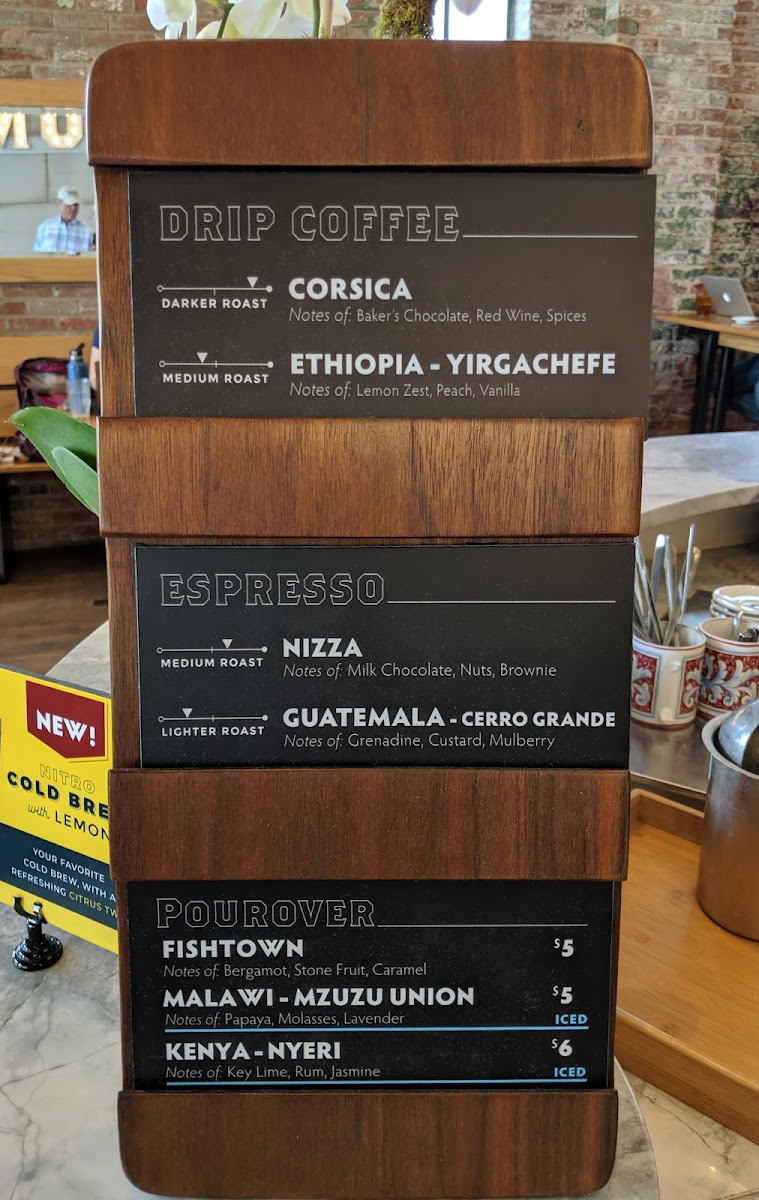 DRIP COFFEE
DARKER ROAST
CORSICA
Notes of: Baker's Chocolate, Red Wine, Spices
MEDIUM ROAST
ETHIOPIA - YIRGACHEFE
Notes of: Lemon Zest, Peach, Vanilla
ESPRESSO
MEDIUM ROAST
NIZZA
Notes of: Milk Chocolate, Nuts, Brownie
LIGHTER ROAST
GUATEMALA - CERRO GRANDE
Notes of: Grenadine, Custard, Mulberry
POUROVER
FISHTOWN $5
Notes of: Bergamot, Stone Fruit, Caramel
MALAWI - MZUZU UNION $5
Notes of: Papaya, Molasses, Lavender ICED
KENYA - NYERI $6
Notes of: Key Lime, Rum, Jasmine ICED
NEW!
NITRO
COLD BRE
with LEMON
YOUR FAVORITE
COLD BREW, WITH A
REFRESHING CITRUS TW